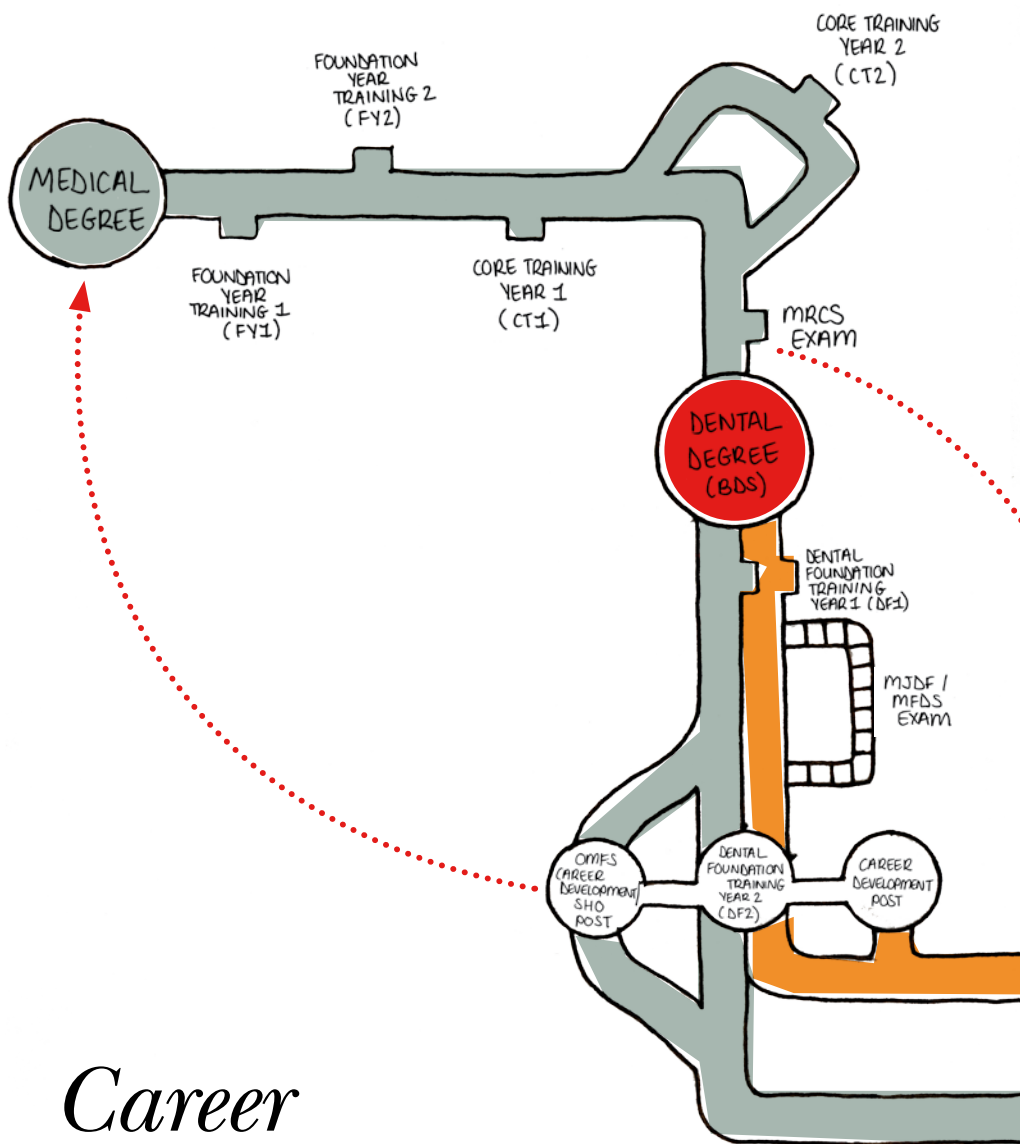 CORE TRAINING
YEAR 2
(CT2)
FOUNDATION
YEAR
TRAINING 2
(FY2)
MEDICAL
DEGREE
FOUNDATION
YEAR
TRAINING 1
(FY1)
CORE TRAINING
YEAR 1
(CT1)
MRCS
EXAM
DENTAL
DEGREE
(BDS)
DENTAL
FOUNDATION
TRAINING
YEAR1 (DF1)
MJDF /
MFDS
EXAM
OMFS
CAREER
DEVELOPMENT/
SHO
POST
DENTAL
FOUNDATION
TRAINING
YEAR 2
(DF2)
CAREER
DEVELOPMENT
POST
Career